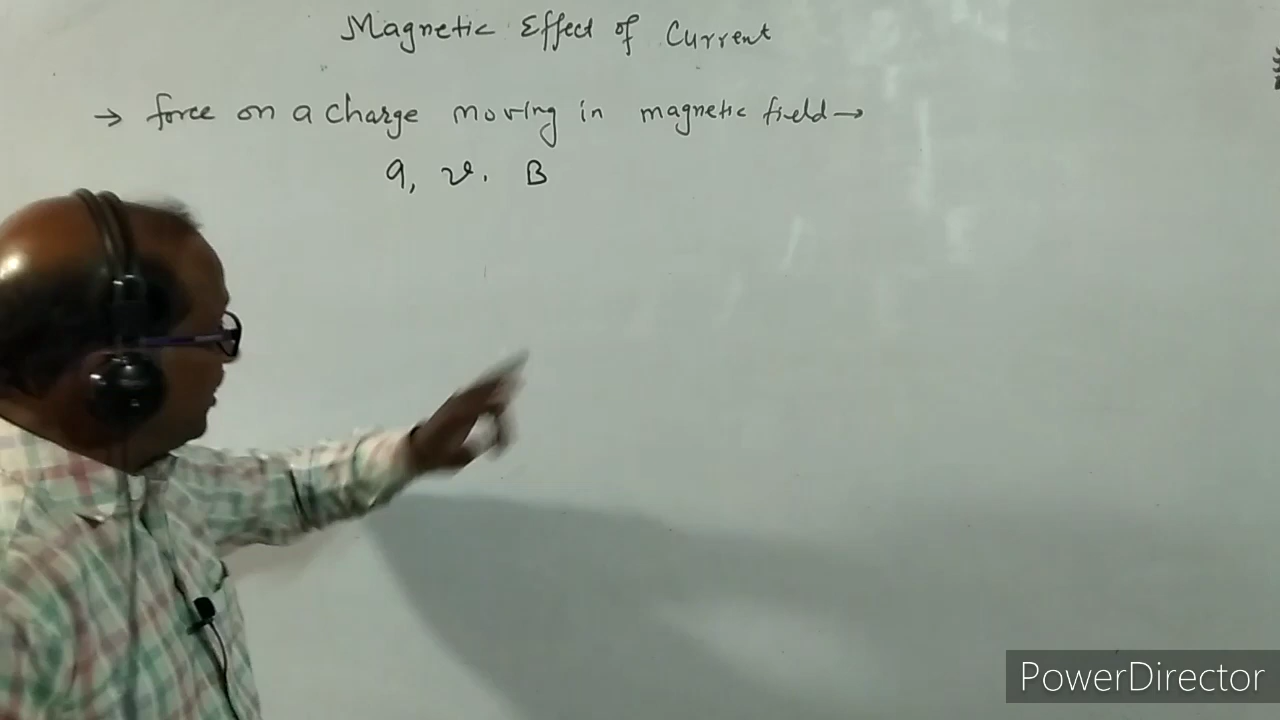 Magnetic Effect of Current
→ force on a charge moving in magnetic field →
q, v. B
PowerDirector